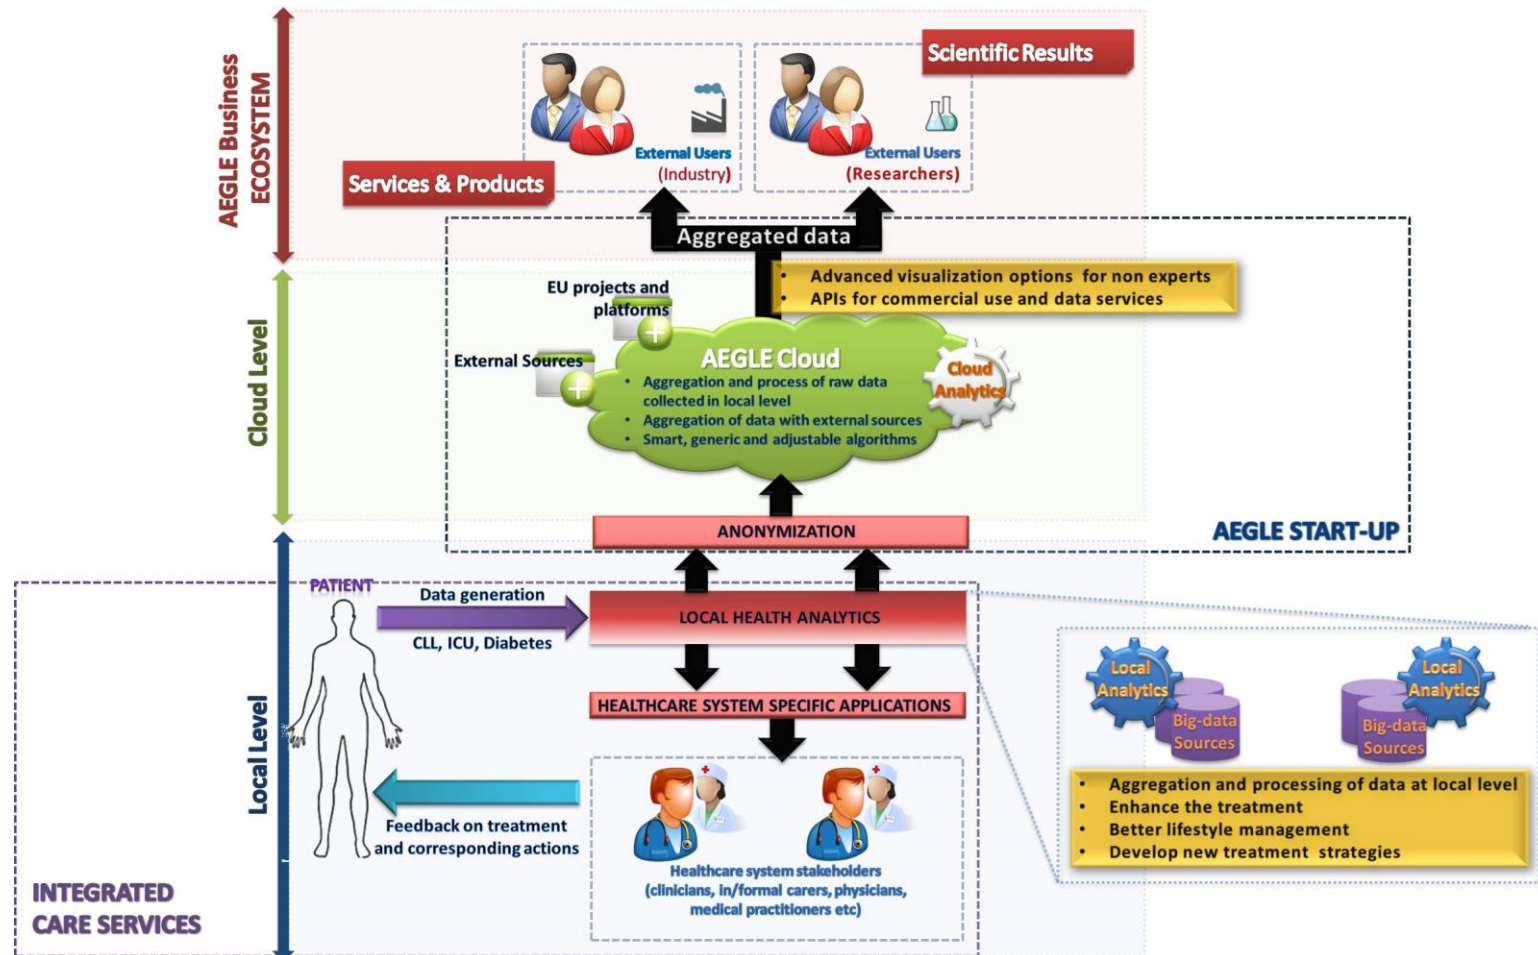 AEGLE Business
ECOSYSTEM
Scientific Results
External Users
(Industry)
External Users
(Researchers)
Services & Products
Aggregated data
• Advanced visualization options for non experts
• APIs for commercial use and data services
Cloud Level
EU projects and
platforms
External Sources
AEGLE Cloud
• Aggregation and process of raw data
collected in local level
• Aggregation of data with external sources
• Smart, generic and adjustable algorithms
Cloud
Analytics
ANONYMIZATION
AEGLE START-UP
Local Level
PATIENT
Data generation
CLL, ICU, Diabetes
LOCAL HEALTH ANALYTICS
HEALTHCARE SYSTEM SPECIFIC APPLICATIONS
Feedback on treatment
and corresponding actions
Healthcare system stakeholders
(clinicians, in/formal carers, physicians,
medical practitioners etc)
INTEGRATED
CARE SERVICES
Local
Analytics
Big-data
Sources
Local
Analytics
Big-data
Sources
• Aggregation and processing of data at local level
• Enhance the treatment
• Better lifestyle management
• Develop new treatment strategies